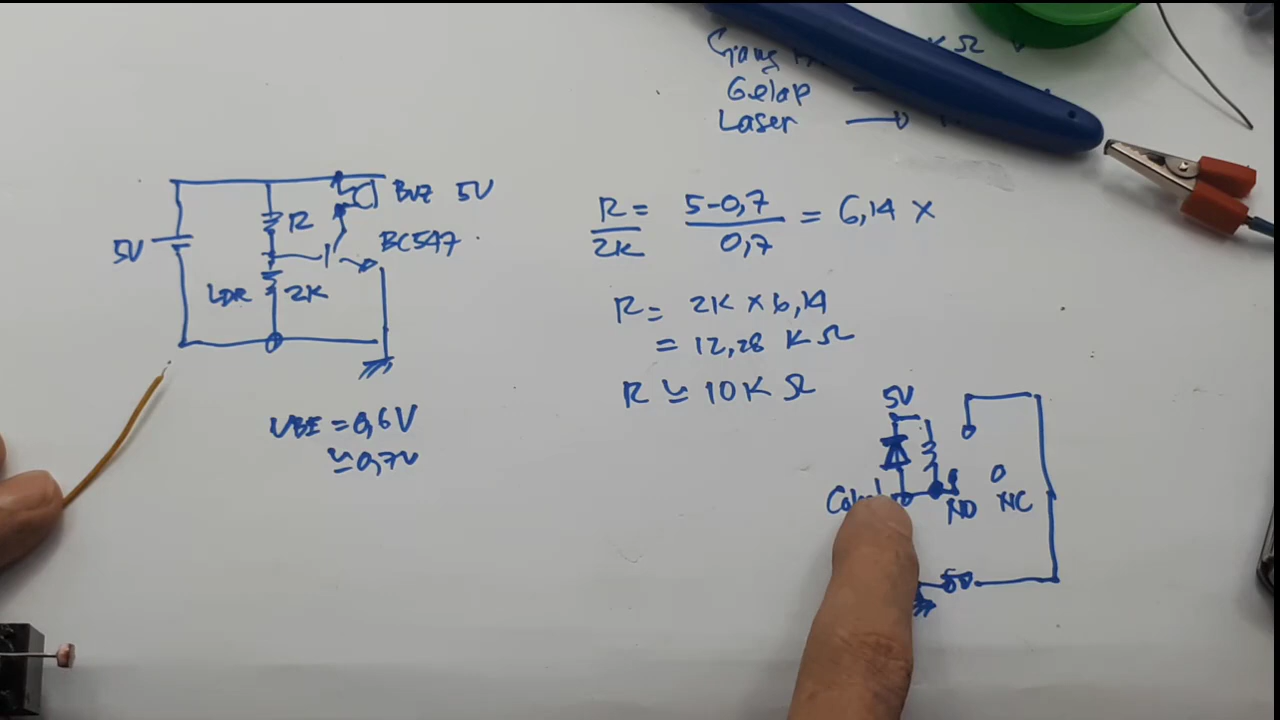 Ω
Gelap
Laser →
BUZ 5V
R
5V
BC547
LDR 2K
VBE = 0,6V
≃ 0,7V
R/2K = 5-0,7/0,7 = 6,14 ×
R = 2K × 6,14
= 12,28 KΩ
R ≃ 10K Ω
5V
NO NC